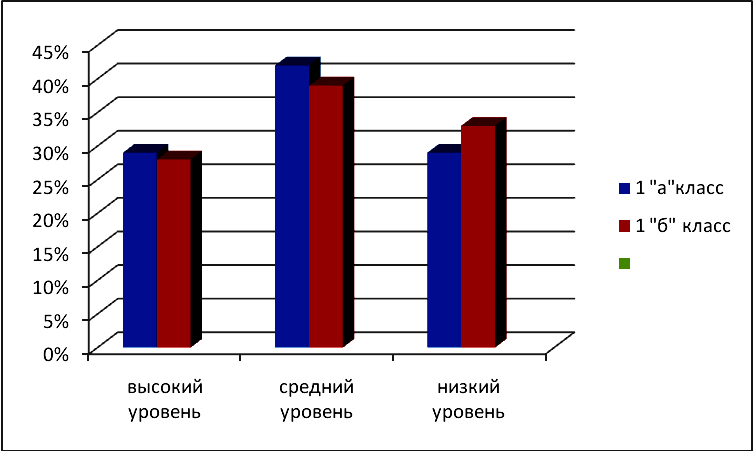 45%
40%
35%
30%
25%
20%
15%
10%
5%
0%
высокий
уровень
средний
уровень
низкий
уровень
1 "а"класс
1 "б" класс